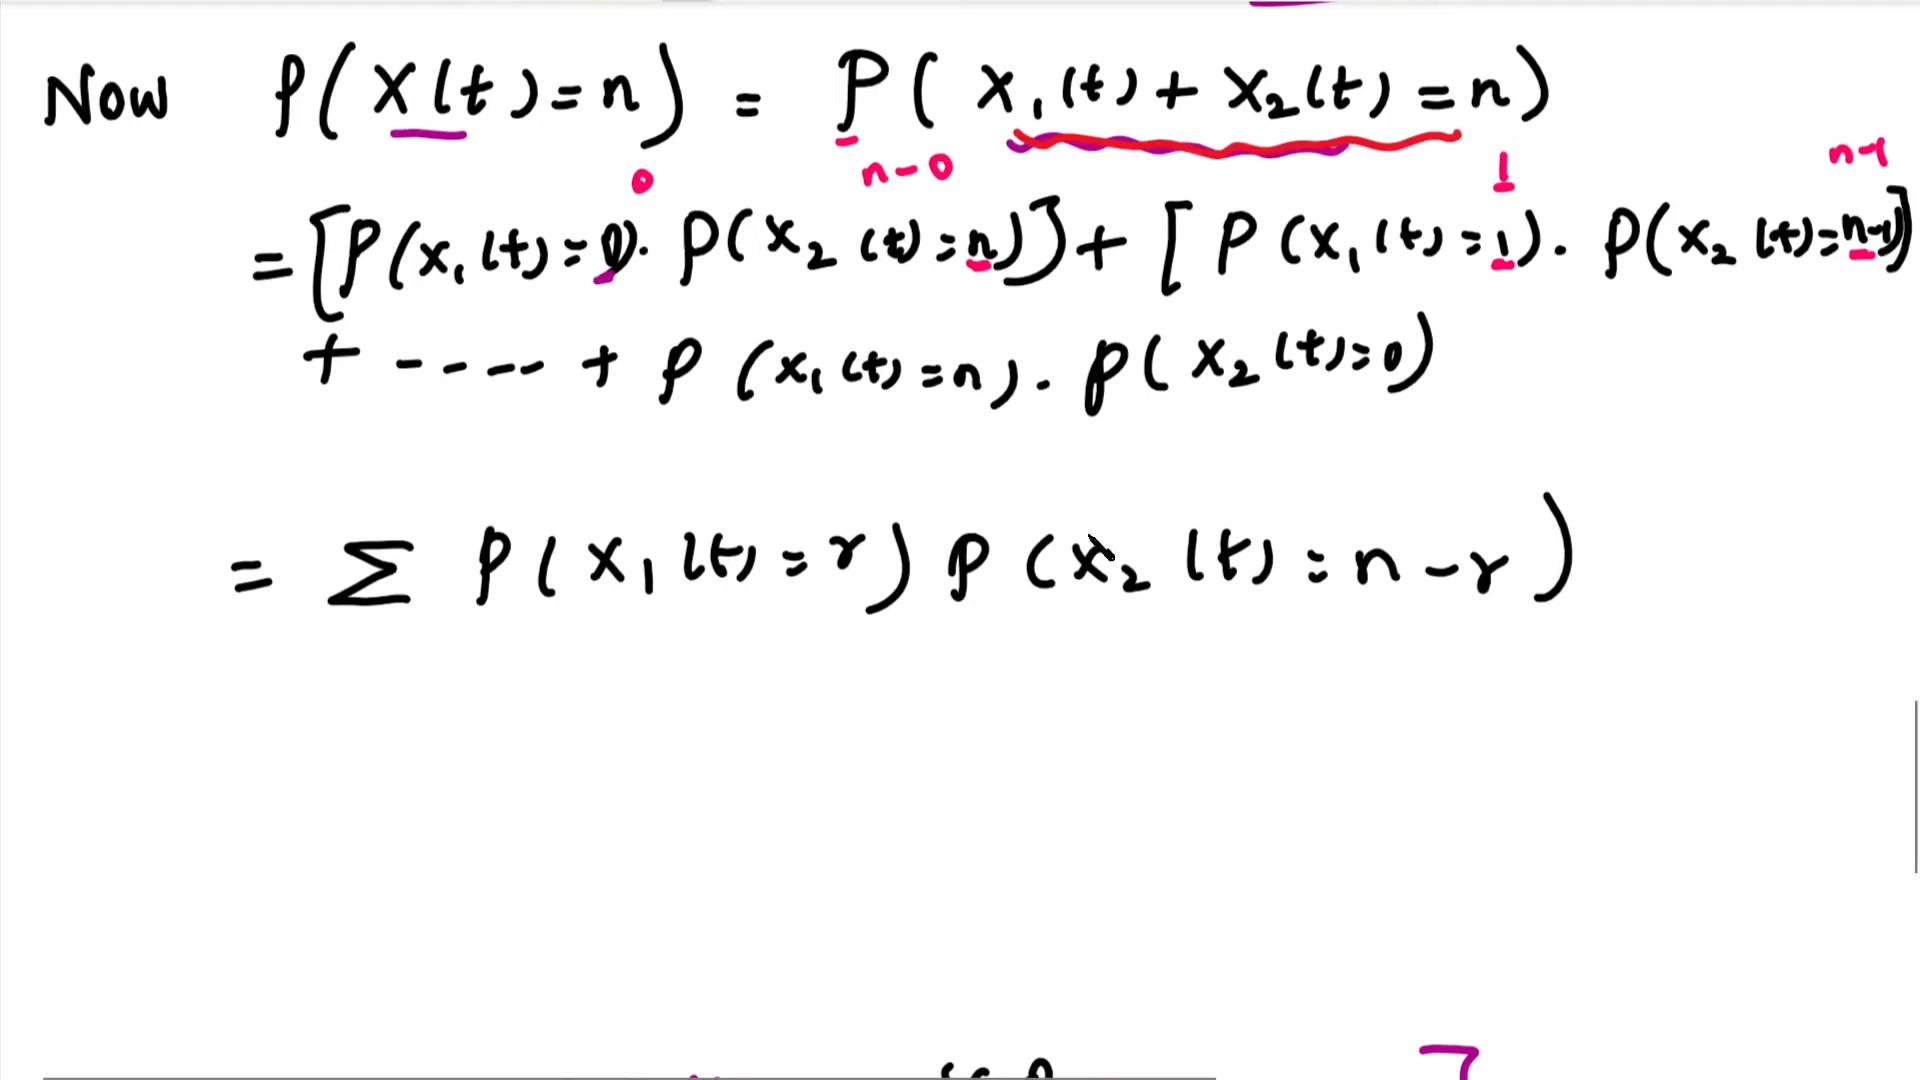 Now P(X(t)=n) = P(X₁(t)+X₂(t)=n)
0 n-0 1 n-1
=[P(X₁(t)=0). P(X₂(t)=n)]+[P(X₁(t)=1). P(X₂(t)=n-1)]
+ ---- + P(X₁(t)=n). P(X₂(t)=0)
= Σ P(X₁(t)=r) P(X₂(t)=n-r)